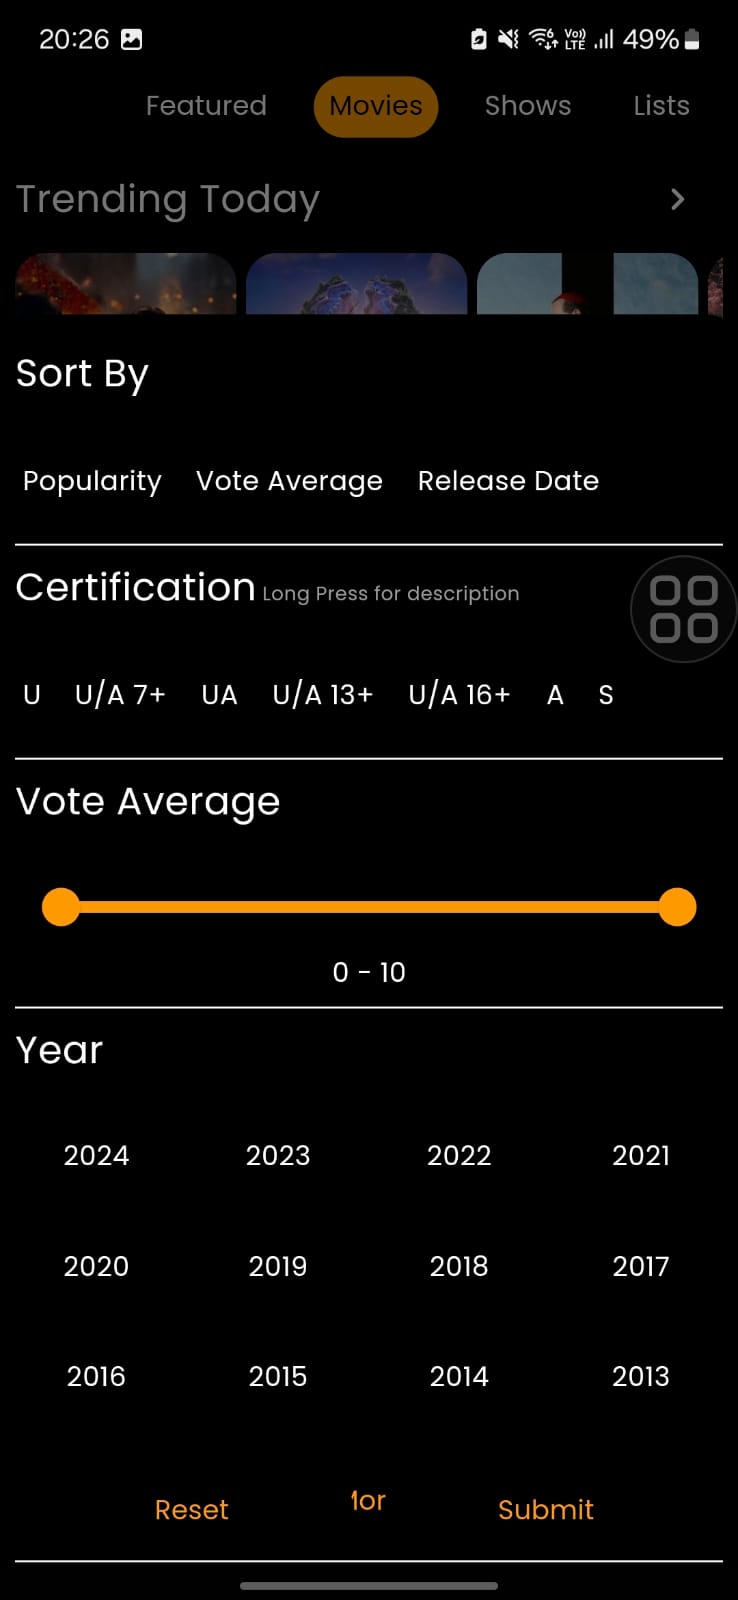 20:26 Vo)) LTE 49%
Featured Movies Shows Lists
Trending Today
Sort By
Popularity Vote Average Release Date
Certification Long Press for description
U U/A 7+ UA U/A 13+ U/A 16+ A S
Vote Average
0 - 10
Year
2024 2023 2022 2021
2020 2019 2018 2017
2016 2015 2014 2013
Reset Submit